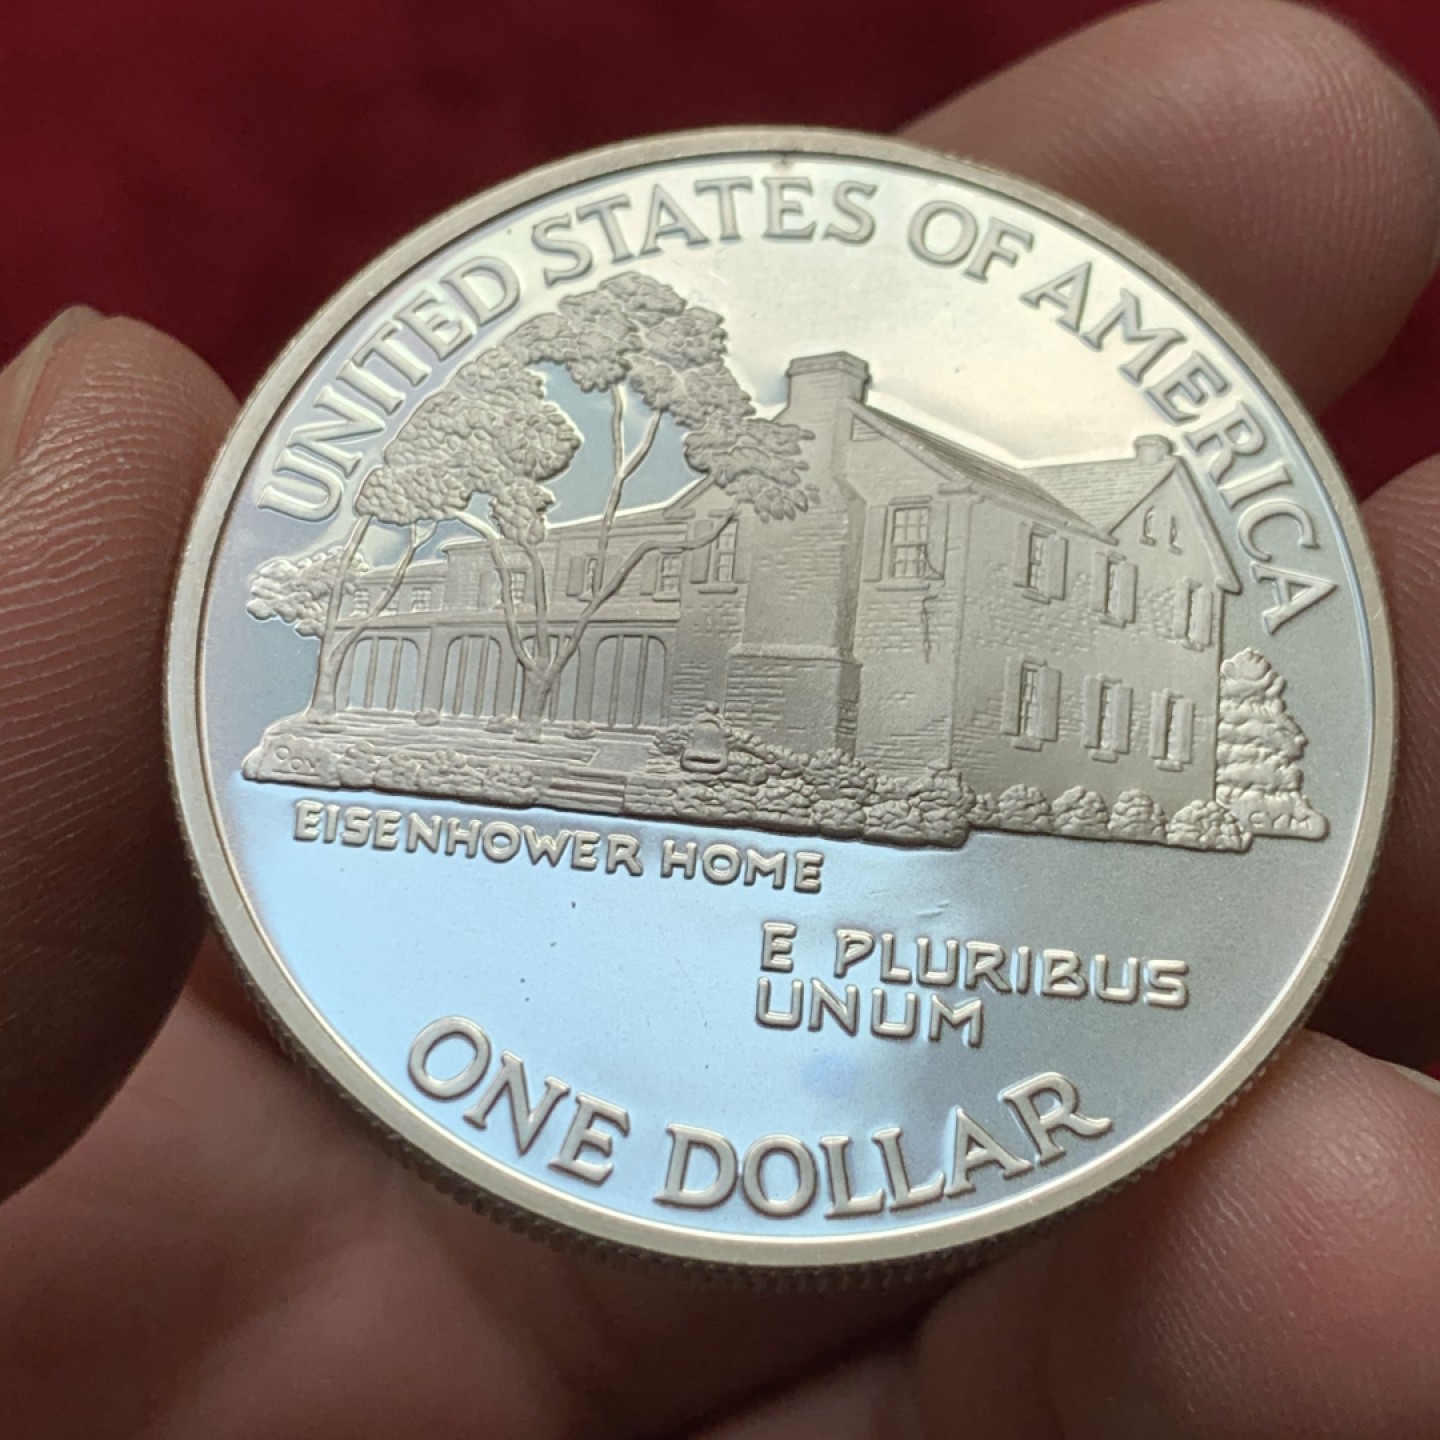 UNITED STATES OF AMERICA
EISENHOWER HOME
E PLURIBUS
UNUM
ONE DOLLAR